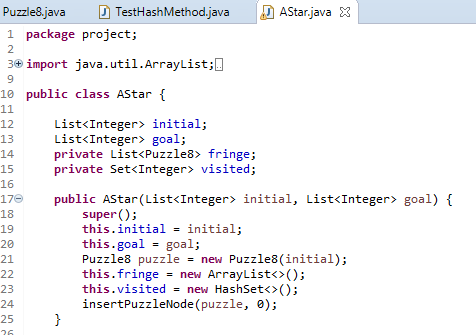 Puzzle8.java TestHashMethod.java AStar.java
1 package project;
2
3 import java.util.ArrayList;
9
10 public class AStar {
11
12 List<Integer> initial;
13 List<Integer> goal;
14 private List<Puzzle8> fringe;
15 private Set<Integer> visited;
16
17 public AStar(List<Integer> initial, List<Integer> goal) {
18 super();
19 this.initial = initial;
20 this.goal = goal;
21 Puzzle8 puzzle = new Puzzle8(initial);
22 this.fringe = new ArrayList<>();
23 this.visited = new HashSet<>();
24 insertPuzzleNode(puzzle, 0);
25 }
26